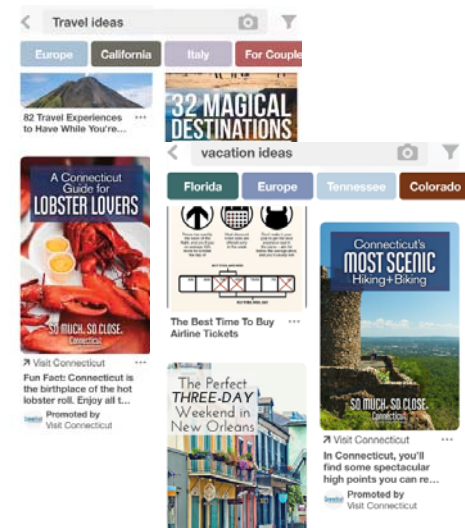 Travel ideas
Europe
California
Italy
For Couple
82 Travel Experiences
to Have While You're...
32 MAGICAL
DESTINATIONS
A Connecticut
Guide for
LOBSTER LOVERS
SO MUCH. SO CLOSE.
Connecticut
Visit Connecticut
Fun Fact: Connecticut is
the birthplace of the hot
lobster roll. Enjoy all t...
Promoted by
Visit Connecticut
vacation ideas
Florida
Europe
Tennessee
Colorado
The Best Time To Buy
Airline Tickets
The Perfect
THREE-DAY
Weekend in
New Orleans
Connecticut's
MOST SCENIC
Hiking+Biking
SO MUCH. SO CLOSE.
Connecticut
Visit Connecticut
In Connecticut, you'll
find some spectacular
high points you can re...
Promoted by
Visit Connecticut